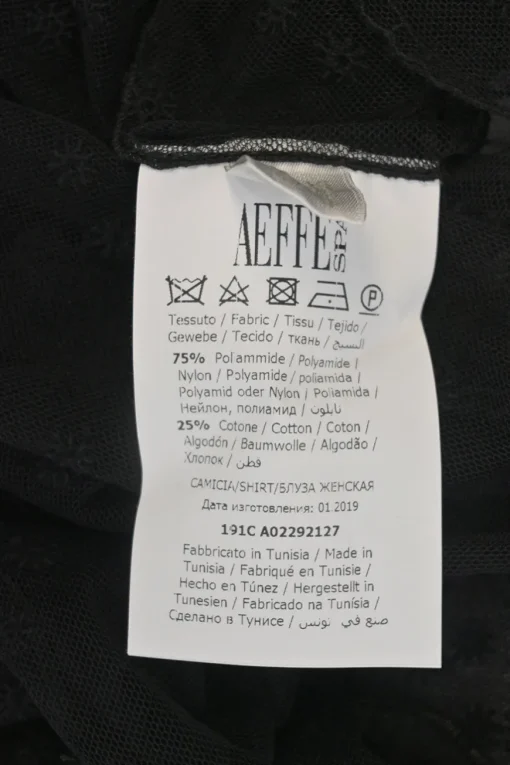 AEFFE SPA
P
Tessuto / Fabric / Tissu / Tejido /
Gewebe / Tecido / ткань / النسيج
75% Poliammide / Polyamide /
Nylon / Polyamide / poliamida /
Polyamid oder Nylon / Poliamida /
Нейлон, полиамид / نايلون
25% Cotone / Cotton / Coton /
Algodón / Baumwolle / Algodão /
Хлопок / قطن
CAMICIA/SHIRT/БЛУЗА ЖЕНСКАЯ
Дата изготовления: 01.2019
191C A02292127
Fabbricato in Tunisia / Made in
Tunisia / Fabriqué en Tunisie /
Hecho en Túnez / Hergestellt in
Tunesien / Fabricado na Tunísia /
Сделано в Тунисе / صنع في تونس